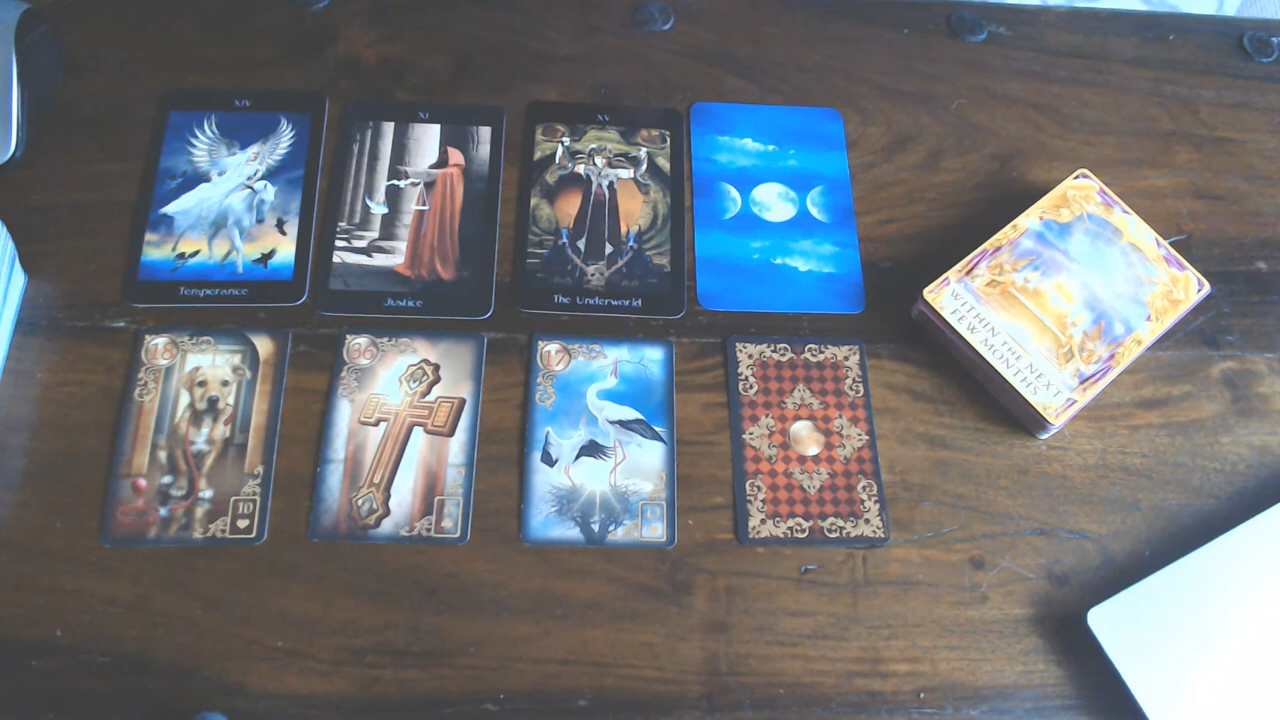 XIV
Temperance
XI
Justice
XV
The Underworld
18
10
36
17
WITHIN THE NEXT
FEW MONTHS